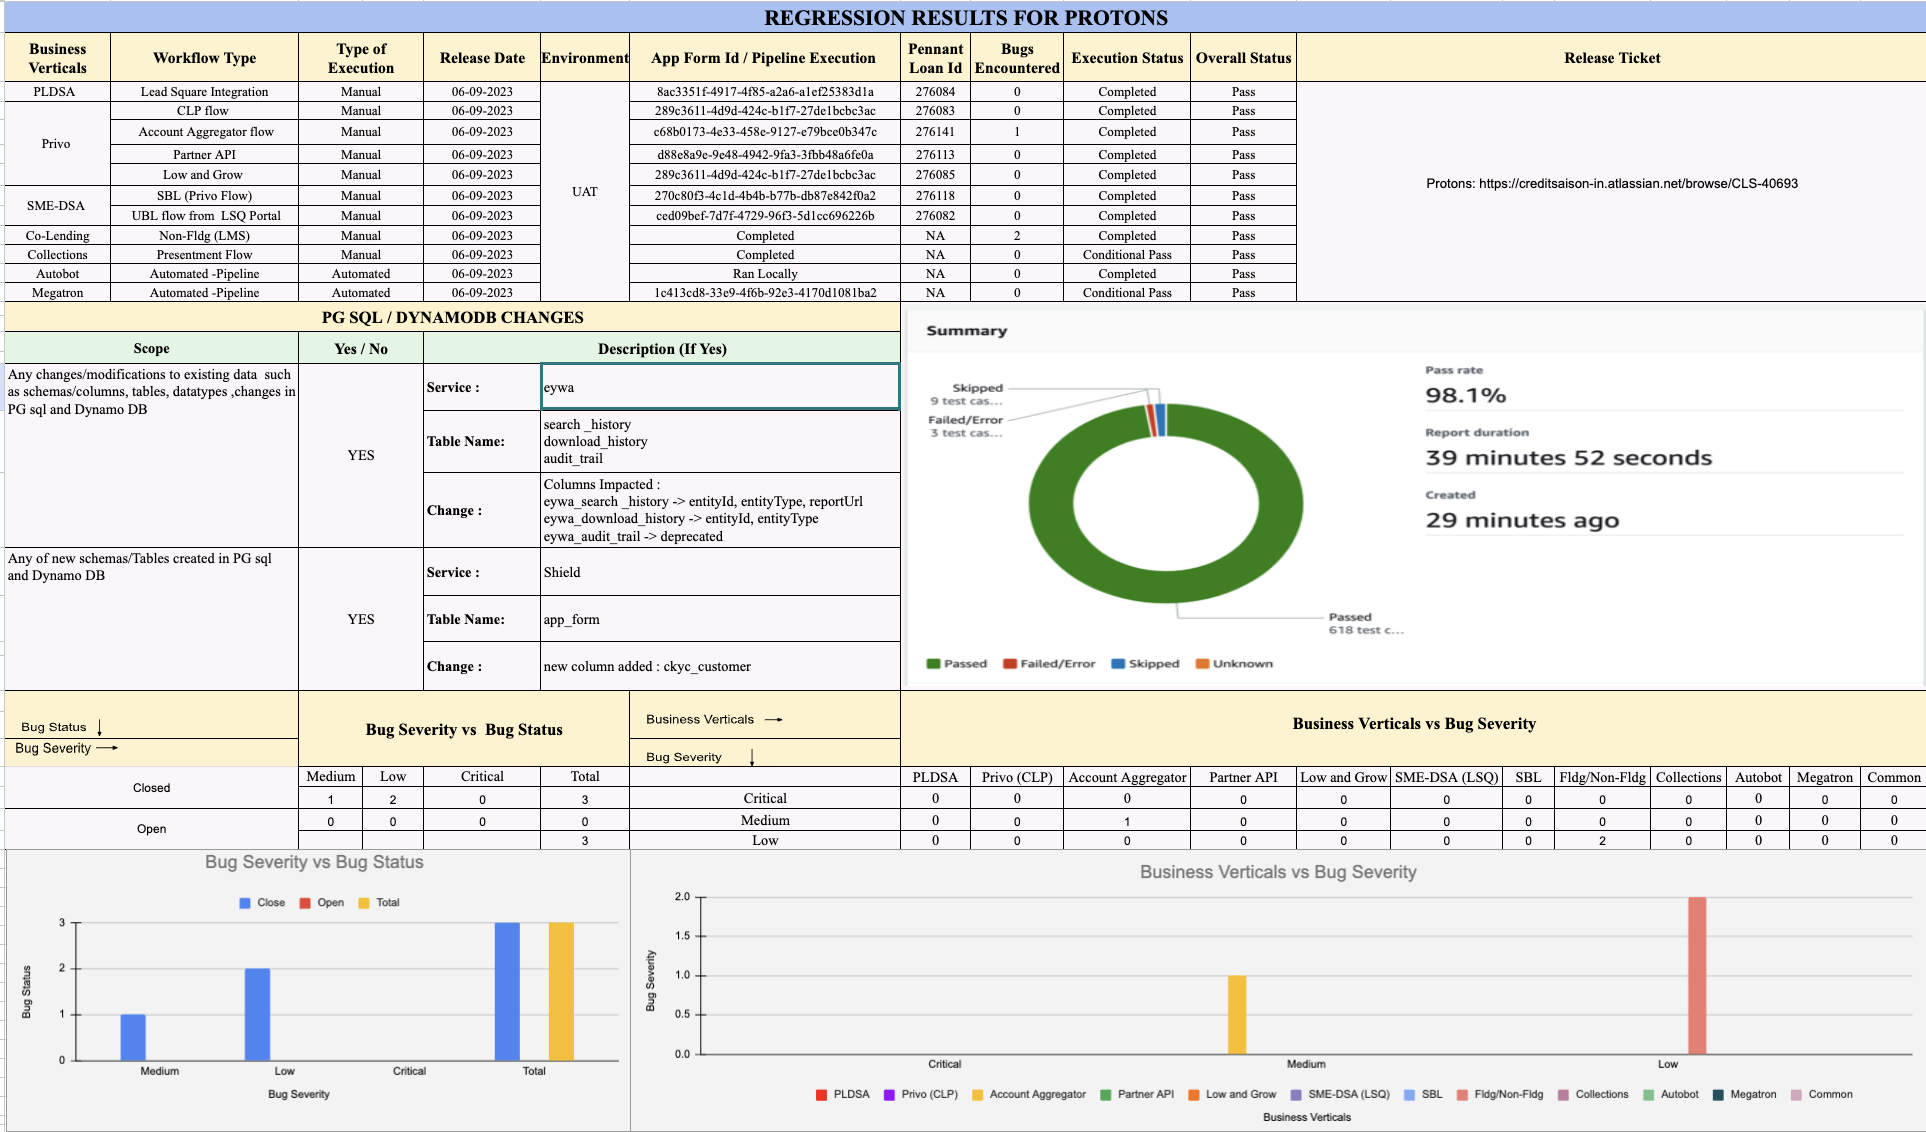 REGRESSION RESULTS FOR PROTONS
Business Verticals Workflow Type Type of Execution Release Date Environment App Form Id / Pipeline Execution Pennant Loan Id Bugs Encountered Execution Status Overall Status Release Ticket
PLDSA Lead Square Integration Manual 06-09-2023 8ac3351f-4917-4f85-a2a6-a1ef25383d1a 276084 0 Completed Pass
CLP flow Manual 06-09-2023 289c3611-4d9d-424c-b1f7-27de1bcbc3ac 276083 0 Completed Pass
Privo Account Aggregator flow Manual 06-09-2023 c68b0173-4e33-458e-9127-e79bce0b347c 276141 1 Completed Pass
Partner API Manual 06-09-2023 d88e8a9e-9e48-4942-9fa3-3fbb48a6fe0a 276113 0 Completed Pass
Low and Grow Manual 06-09-2023 289c3611-4d9d-424c-b1f7-27de1bcbc3ac 276085 0 Completed Pass
Protons: https://creditsaison-in.atlassian.net/browse/CLS-40693
UAT
SME-DSA SBL (Privo Flow) Manual 06-09-2023 270c80f3-4c1d-4b4b-b77b-db87e842f0a2 276118 0 Completed Pass
UBL flow from LSQ Portal Manual 06-09-2023 ced09bef-7d7f-4729-96f3-5d1cc696226b 276082 0 Completed Pass
Co-Lending Non-Fldg (LMS) Manual 06-09-2023 Completed NA 2 Completed Pass
Collections Presentment Flow Manual 06-09-2023 Completed NA 0 Conditional Pass Pass
Autobot Automated -Pipeline Automated 06-09-2023 Ran Locally NA 0 Completed Pass
Megatron Automated -Pipeline Automated 06-09-2023 1c413cd8-33e9-4f6b-92e3-4170d1081ba2 NA 0 Conditional Pass Pass
PG SQL / DYNAMODB CHANGES
Scope Yes / No Description (If Yes)
Any changes/modifications to existing data such
as schemas/columns, tables, datatypes ,changes in
PG sql and Dynamo DB
YES
Service : eywa
Table Name: search _history
download_history
audit_trail
Change : Columns Impacted :
eywa_search _history -> entityId, entityType, reportUrl
eywa_download_history -> entityId, entityType
eywa_audit_trail -> deprecated
Any of new schemas/Tables created in PG sql
and Dynamo DB
YES
Service : Shield
Table Name: app_form
Change : new column added : ckyc_customer
Summary
Skipped
9 test cas...
Failed/Error
3 test cas...
Passed
618 test c...
Pass rate
98.1%
Report duration
39 minutes 52 seconds
Created
29 minutes ago
Passed Failed/Error Skipped Unknown
Bug Status ↓
Bug Severity →
Bug Severity vs Bug Status
Business Verticals →
Bug Severity ↓
Business Verticals vs Bug Severity
Closed
Open
Medium Low Critical Total
1 2 0 3
0 0 0 0
3
PLDSA Privo (CLP) Account Aggregator Partner API Low and Grow SME-DSA (LSQ) SBL Fldg/Non-Fldg Collections Autobot Megatron Common
Critical 0 0 0 0 0 0 0 0 0 0 0 0
Medium 0 0 1 0 0 0 0 0 0 0 0 0
Low 0 0 0 0 0 0 0 2 0 0 0 0
Bug Severity vs Bug Status
Close Open Total
Bug Status
3
2
1
0
Medium Low Critical Total
Bug Severity
Business Verticals vs Bug Severity
Bug Severity
2.0
1.5
1.0
0.5
0.0
Critical Medium Low
PLDSA Privo (CLP) Account Aggregator Partner API Low and Grow SME-DSA (LSQ) SBL Fldg/Non-Fldg Collections Autobot Megatron Common
Business Verticals